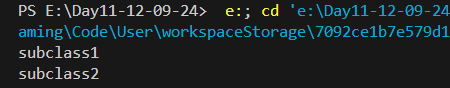 PS E:\Day11-12-09-24> e:; cd 'e:\Day11-12-09-24
aming\Code\User\workspaceStorage\7092ce1b7e579d1
subclass1
subclass2